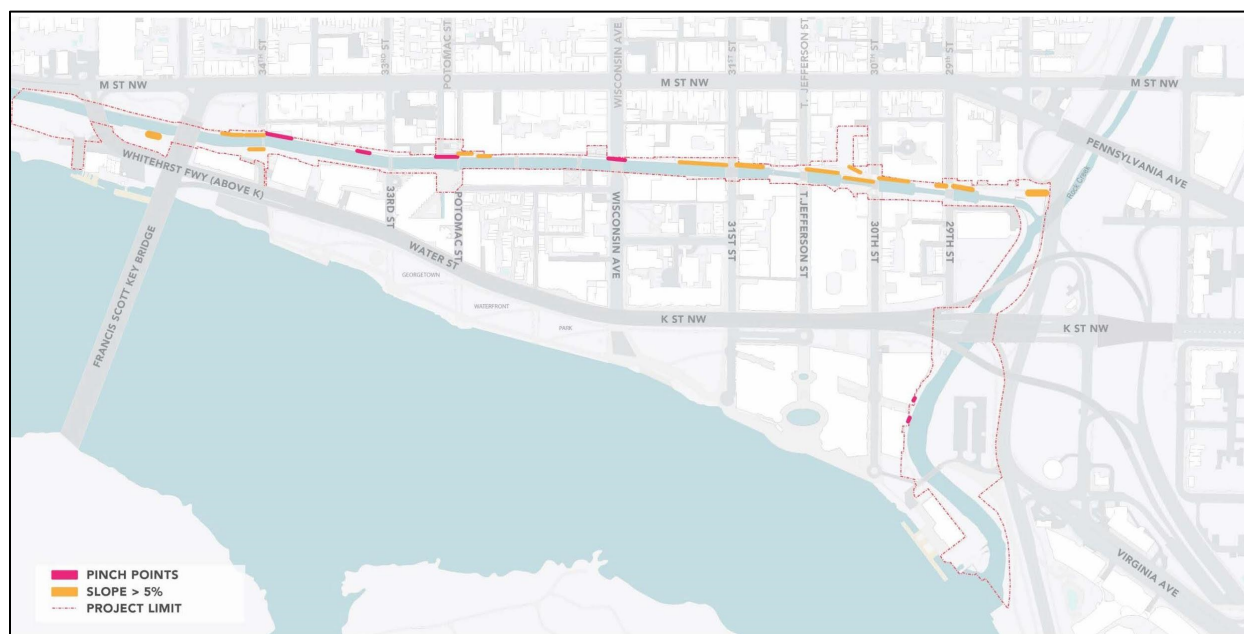 34TH ST
33RD ST
POTOMAC ST
WISCONSIN AVE
31ST ST
T. JEFFERSON ST
30TH ST
29TH ST
M ST NW
M ST NW
M ST NW
PENNSYLVANIA AVE
Rock Creek
WHITEHRST FWY (ABOVE K)
FRANCIS SCOTT KEY BRIDGE
33RD ST
POTOMAC ST
WISCONSIN AVE
31ST ST
T.JEFFERSON ST
30TH ST
29TH ST
WATER ST
GEORGETOWN
WATERFRONT
PARK
K ST NW
K ST NW
VIRGINIA AVE
PINCH POINTS
SLOPE > 5%
PROJECT LIMIT